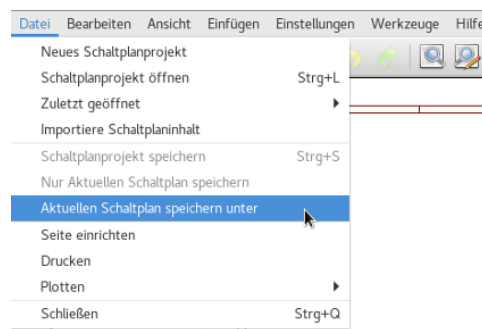 Datei Bearbeiten Ansicht Einfügen Einstellungen Werkzeuge Hilfe
Neues Schaltplanprojekt
Schaltplanprojekt öffnen Strg+L
Zuletzt geöffnet
Importiere Schaltplaninhalt
Schaltplanprojekt speichern Strg+S
Nur Aktuellen Schaltplan speichern
Aktuellen Schaltplan speichern unter
Seite einrichten
Drucken
Plotten
Schließen Strg+Q